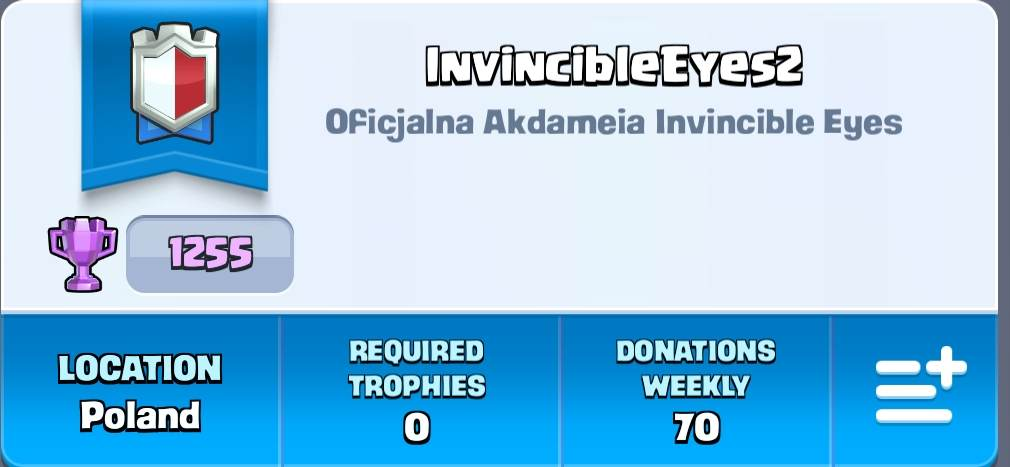 InvincibleEyes2
Oficjalna Akdameia Invincible Eyes
1255
LOCATION
Poland
REQUIRED
TROPHIES
0
DONATIONS
WEEKLY
70